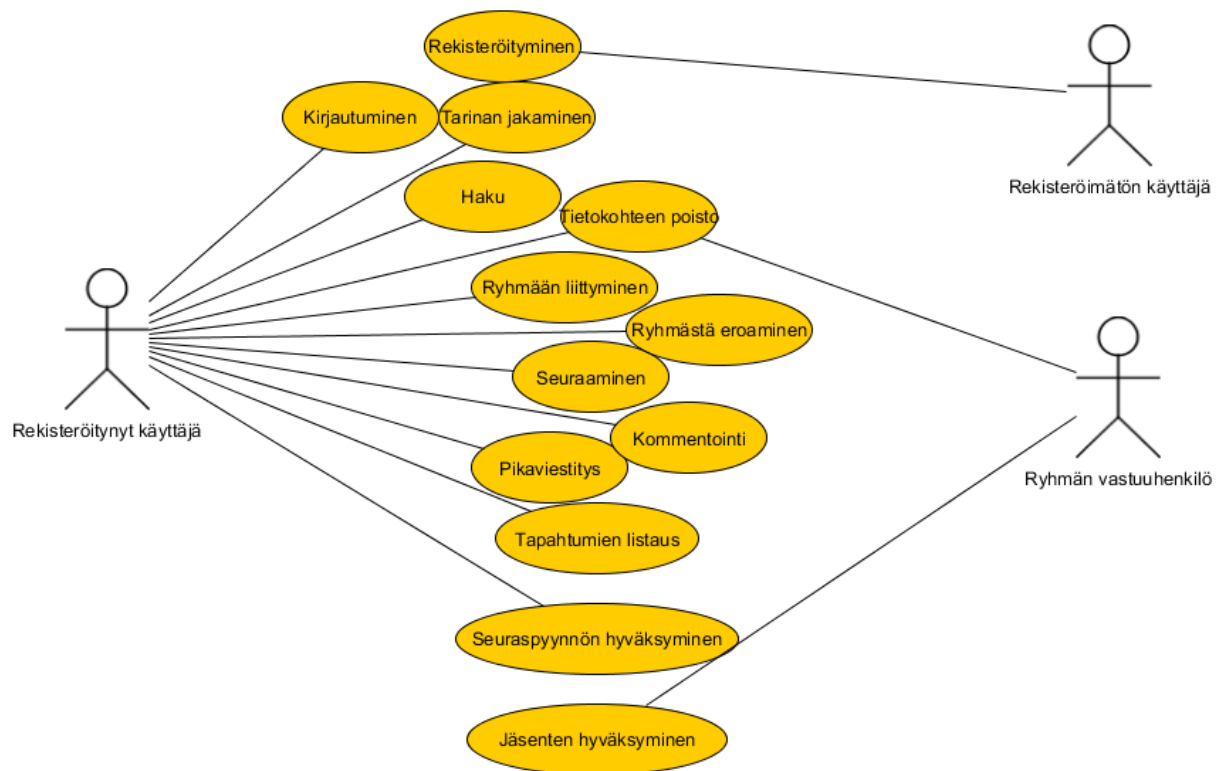 Rekisteröityminen
Kirjautuminen
Tarinan jakaminen
Rekisteröimätön käyttäjä
Haku
Tietokohteen poisto
Ryhmään liittyminen
Ryhmästä eroaminen
Seuraaminen
Rekisteröitynyt käyttäjä
Kommentointi
Pikaviestitys
Ryhmän vastuuhenkilö
Tapahtumien listaus
Seuraspyynnön hyväksyminen
Jäsenten hyväksyminen